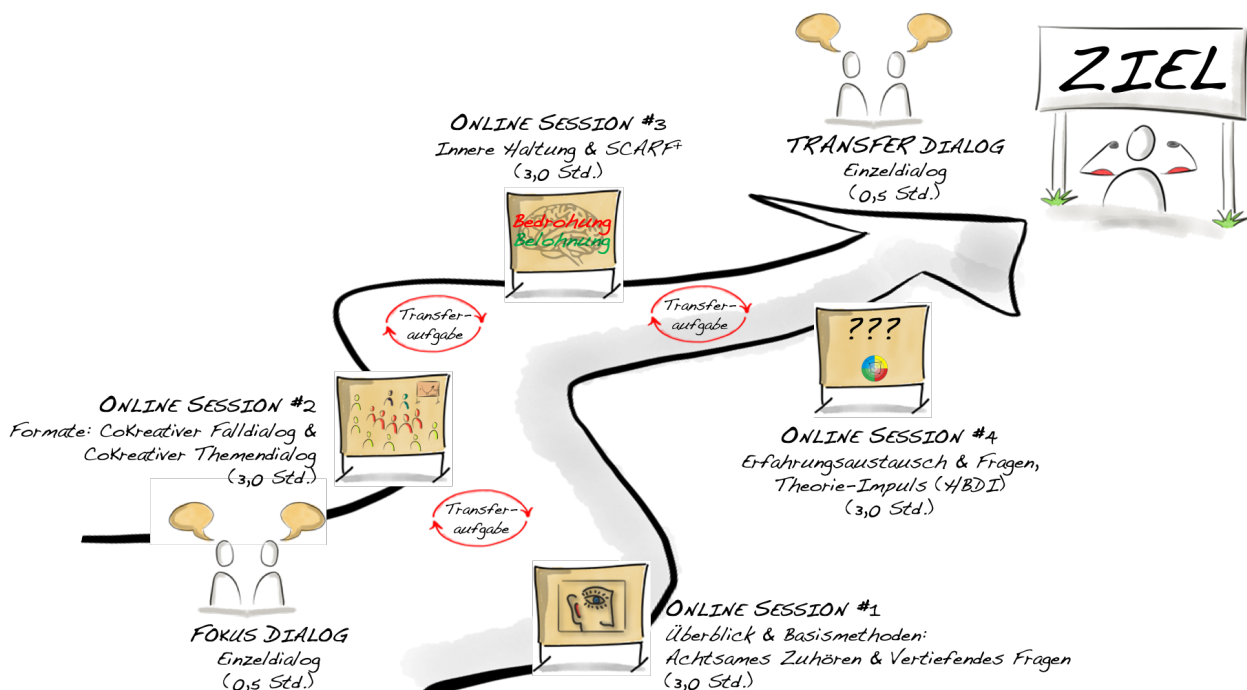 FOKUS DIALOG
Einzeldialog
(0,5 Std.)
ONLINE SESSION #1
Überblick & Basismethoden:
Achtsames Zuhören & Vertiefendes Fragen
(3,0 Std.)
Transfer-
aufgabe
ONLINE SESSION #2
Formate: CoKreativer Falldialog &
CoKreativer Themendialog
(3,0 Std.)
Transfer-
aufgabe
ONLINE SESSION #3
Innere Haltung & SCARF+
(3,0 Std.)
Bedrohung
Belohnung
Transfer-
aufgabe
???
ONLINE SESSION #4
Erfahrungsaustausch & Fragen,
Theorie-Impuls (HBDI)
(3,0 Std.)
TRANSFER DIALOG
Einzeldialog
(0,5 Std.)
ZIEL